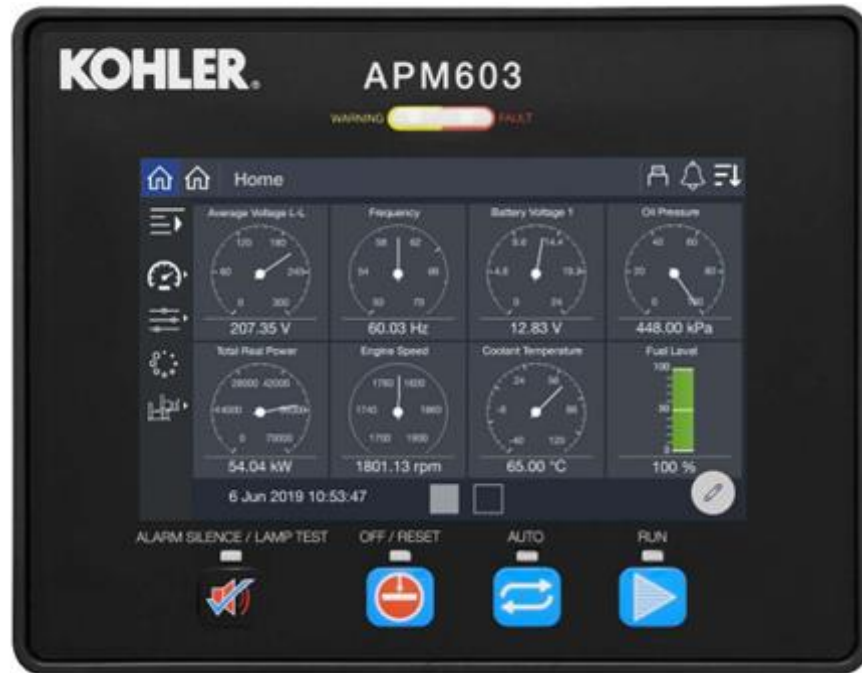 KOHLER®
APM603
WARNING FAULT
Home
Average Voltage L-L Frequency Battery Voltage 1 Oil Pressure
120 180 58 62 9.6 14.4 40 60
60 240 54 66 4.8 19.2 20 80
0 300 50 70 0 24 0 100
207.35 V 60.03 Hz 12.83 V 448.00 kPa
Total Real Power Engine Speed Coolant Temperature Fuel Level
100
28000 42000 24 56
14000 1740 1860 -8 88 50
0 70000 1700 1900 -40 120 0
54.04 kW 1801.13 rpm 65.00 °C 100 %
6 Jun 2019 10:53:47
ALARM SILENCE / LAMP TEST OFF / RESET AUTO RUN